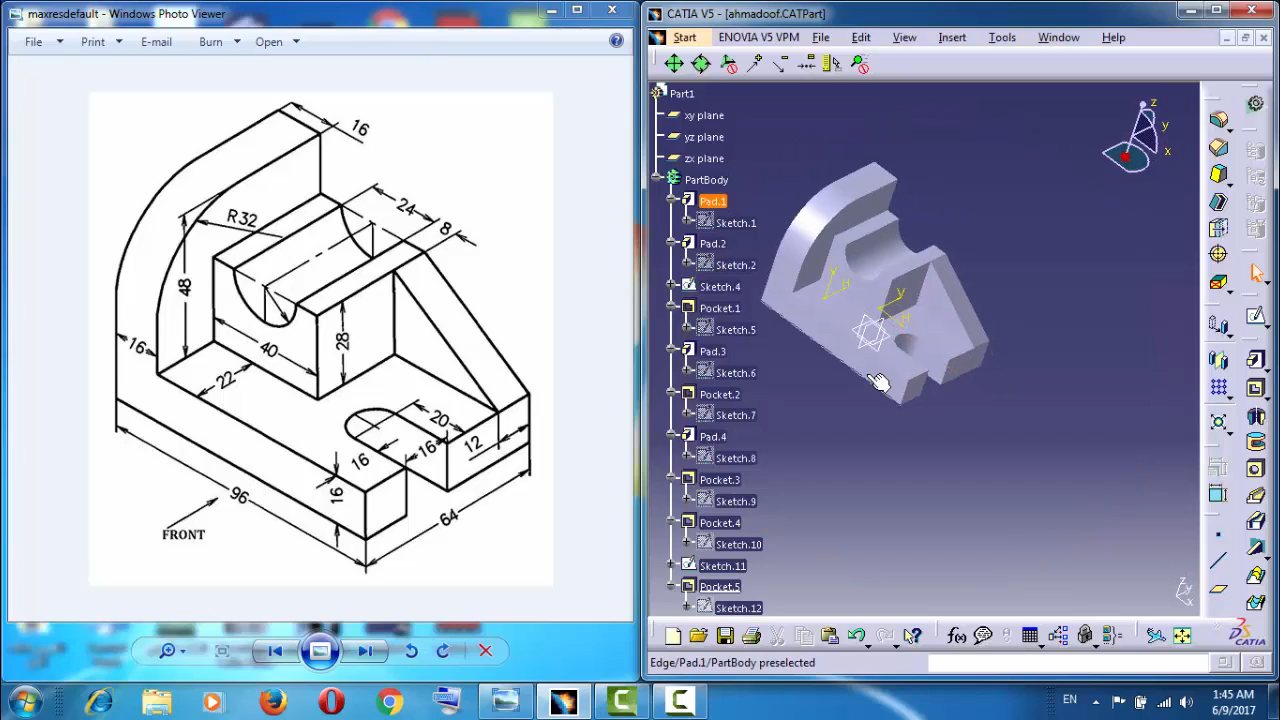 maxresdefault - Windows Photo Viewer
File Print E-mail Burn Open
16
R32
24
8
48
28
40
16
22
20
16
16
12
16
96
64
FRONT
CATIA V5 - [ahmadoof.CATPart]
Start ENOVIA V5 VPM File Edit View Insert Tools Window Help
Part1
xy plane
yz plane
zx plane
PartBody
Pad.1
Sketch.1
Pad.2
Sketch.2
Sketch.4
Pocket.1
Sketch.5
Pad.3
Sketch.6
Pocket.2
Sketch.7
Pad.4
Sketch.8
Pocket.3
Sketch.9
Pocket.4
Sketch.10
Sketch.11
Pocket.5
Sketch.12
z
y
x
y
H
y
H
z
y
x
f(x)
CATIA
Edge/Pad.1/PartBody preselected
EN
1:45 AM
6/9/2017